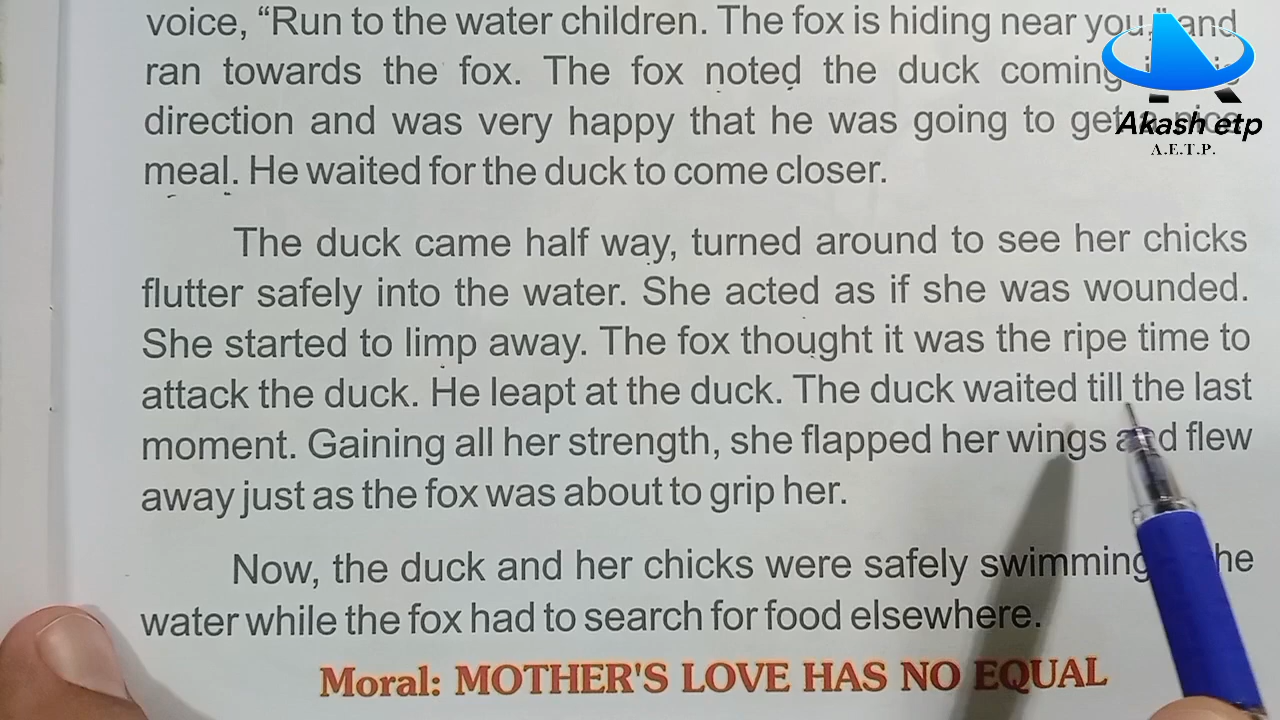 voice, “Run to the water children. The fox is hiding near you,” and
ran towards the fox. The fox noted the duck coming
direction and was very happy that he was going to get a nice
meal. He waited for the duck to come closer.
The duck came half way, turned around to see her chicks
flutter safely into the water. She acted as if she was wounded.
She started to limp away. The fox thought it was the ripe time to
attack the duck. He leapt at the duck. The duck waited till the last
moment. Gaining all her strength, she flapped her wings and flew
away just as the fox was about to grip her.
Now, the duck and her chicks were safely swimming
water while the fox had to search for food elsewhere.
Moral: MOTHER'S LOVE HAS NO EQUAL
Akash etp
A.E.T.P.